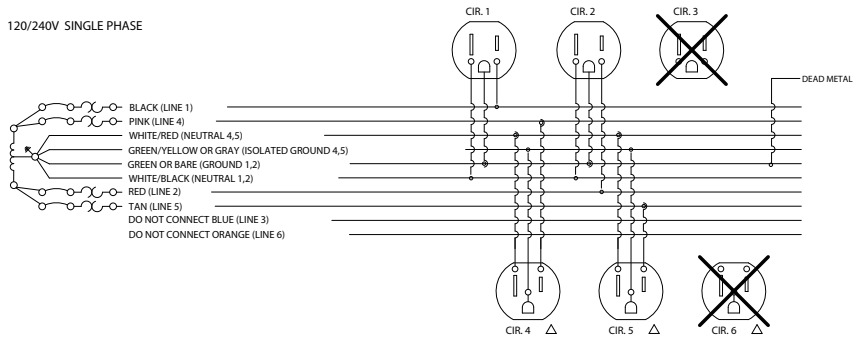 CIR. 1
CIR. 2
CIR. 3
120/240V SINGLE PHASE
DEAD METAL
BLACK (LINE 1)
PINK (LINE 4)
WHITE/RED (NEUTRAL 4,5)
GREEN/YELLOW OR GRAY (ISOLATED GROUND 4,5)
GREEN OR BARE (GROUND 1,2)
WHITE/BLACK (NEUTRAL 1,2)
RED (LINE 2)
TAN (LINE 5)
DO NOT CONNECT BLUE (LINE 3)
DO NOT CONNECT ORANGE (LINE 6)
CIR. 4
CIR. 5
CIR. 6